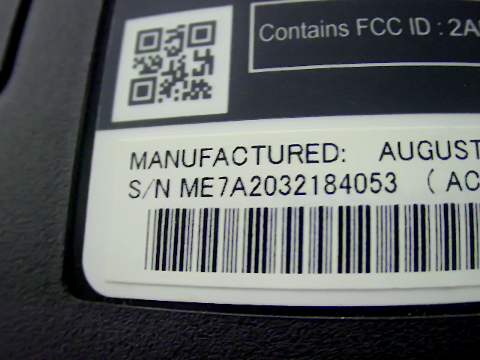 Contains FCC ID : 2A
MANUFACTURED: AUGUST
S/N ME7A2032184053 ( AC